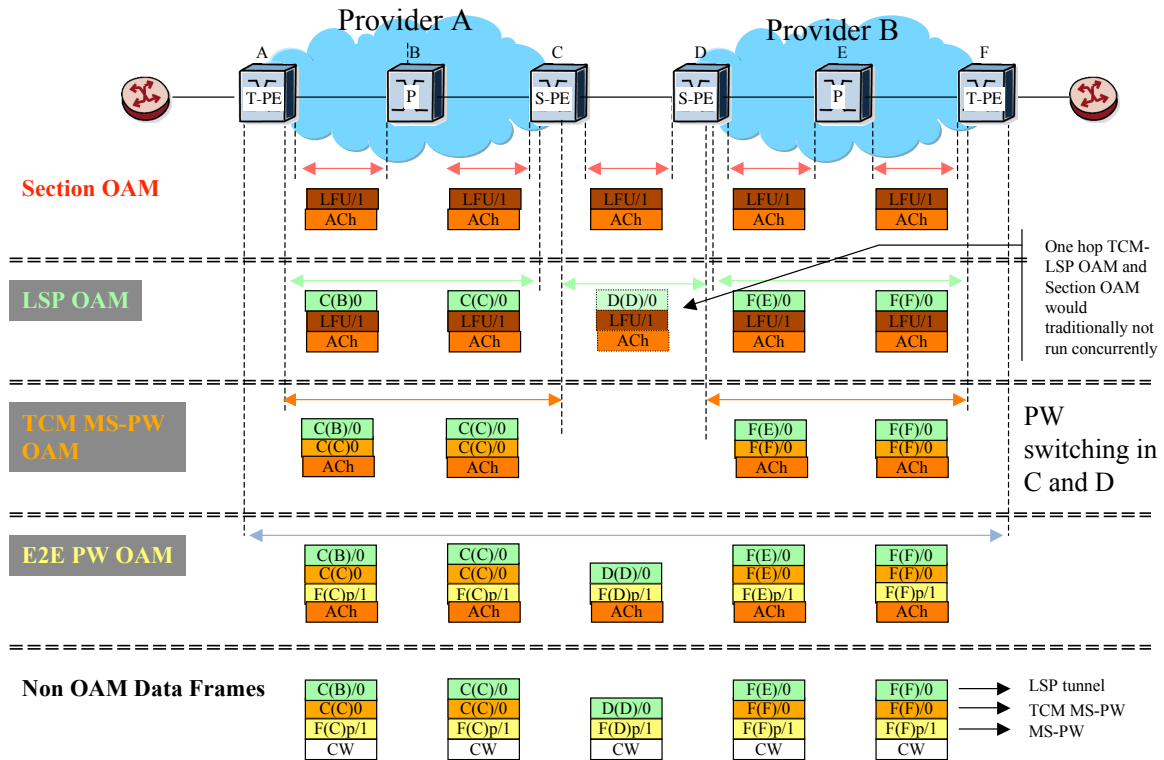 Provider A
Provider B
A
B
C
D
E
F
T-PE
P
S-PE
S-PE
P
T-PE
Section OAM
LFU/1
ACh
LFU/1
ACh
LFU/1
ACh
LFU/1
ACh
LFU/1
ACh
One hop TCM-
LSP OAM and
Section OAM
would
traditionally not
run concurrently
LSP OAM
C(B)0
LFU/1
ACh
C(C)/0
LFU/1
ACh
D(D)/0
LFU/1
ACh
F(E)/0
LFU/1
ACh
F(F)/0
LFU/1
ACh
TCM MS-PW
OAM
C(B)/0
C(C)0
ACh
C(C)/0
C(C)/0
ACh
F(E)/0
F(F)/0
ACh
F(F)/0
F(F)/0
ACh
PW
switching in
C and D
E2E PW OAM
C(B)/0
C(C)0
F(C)p/1
ACh
C(C)/0
C(C)/0
F(C)p/1
ACh
D(D)/0
F(D)p/1
ACh
F(E)/0
F(E)/0
F(E)p/1
ACh
F(F)/0
F(F)/0
F(F)p/1
ACh
Non OAM Data Frames
C(B)/0
C(C)0
F(C)p/1
CW
C(C)/0
C(C)/0
F(C)p/1
CW
D(D)/0
F(D)p/1
CW
F(E)/0
F(F)/0
F(F)p/1
CW
F(F)/0
F(F)/0
F(F)p/1
CW
LSP tunnel
TCM MS-PW
MS-PW